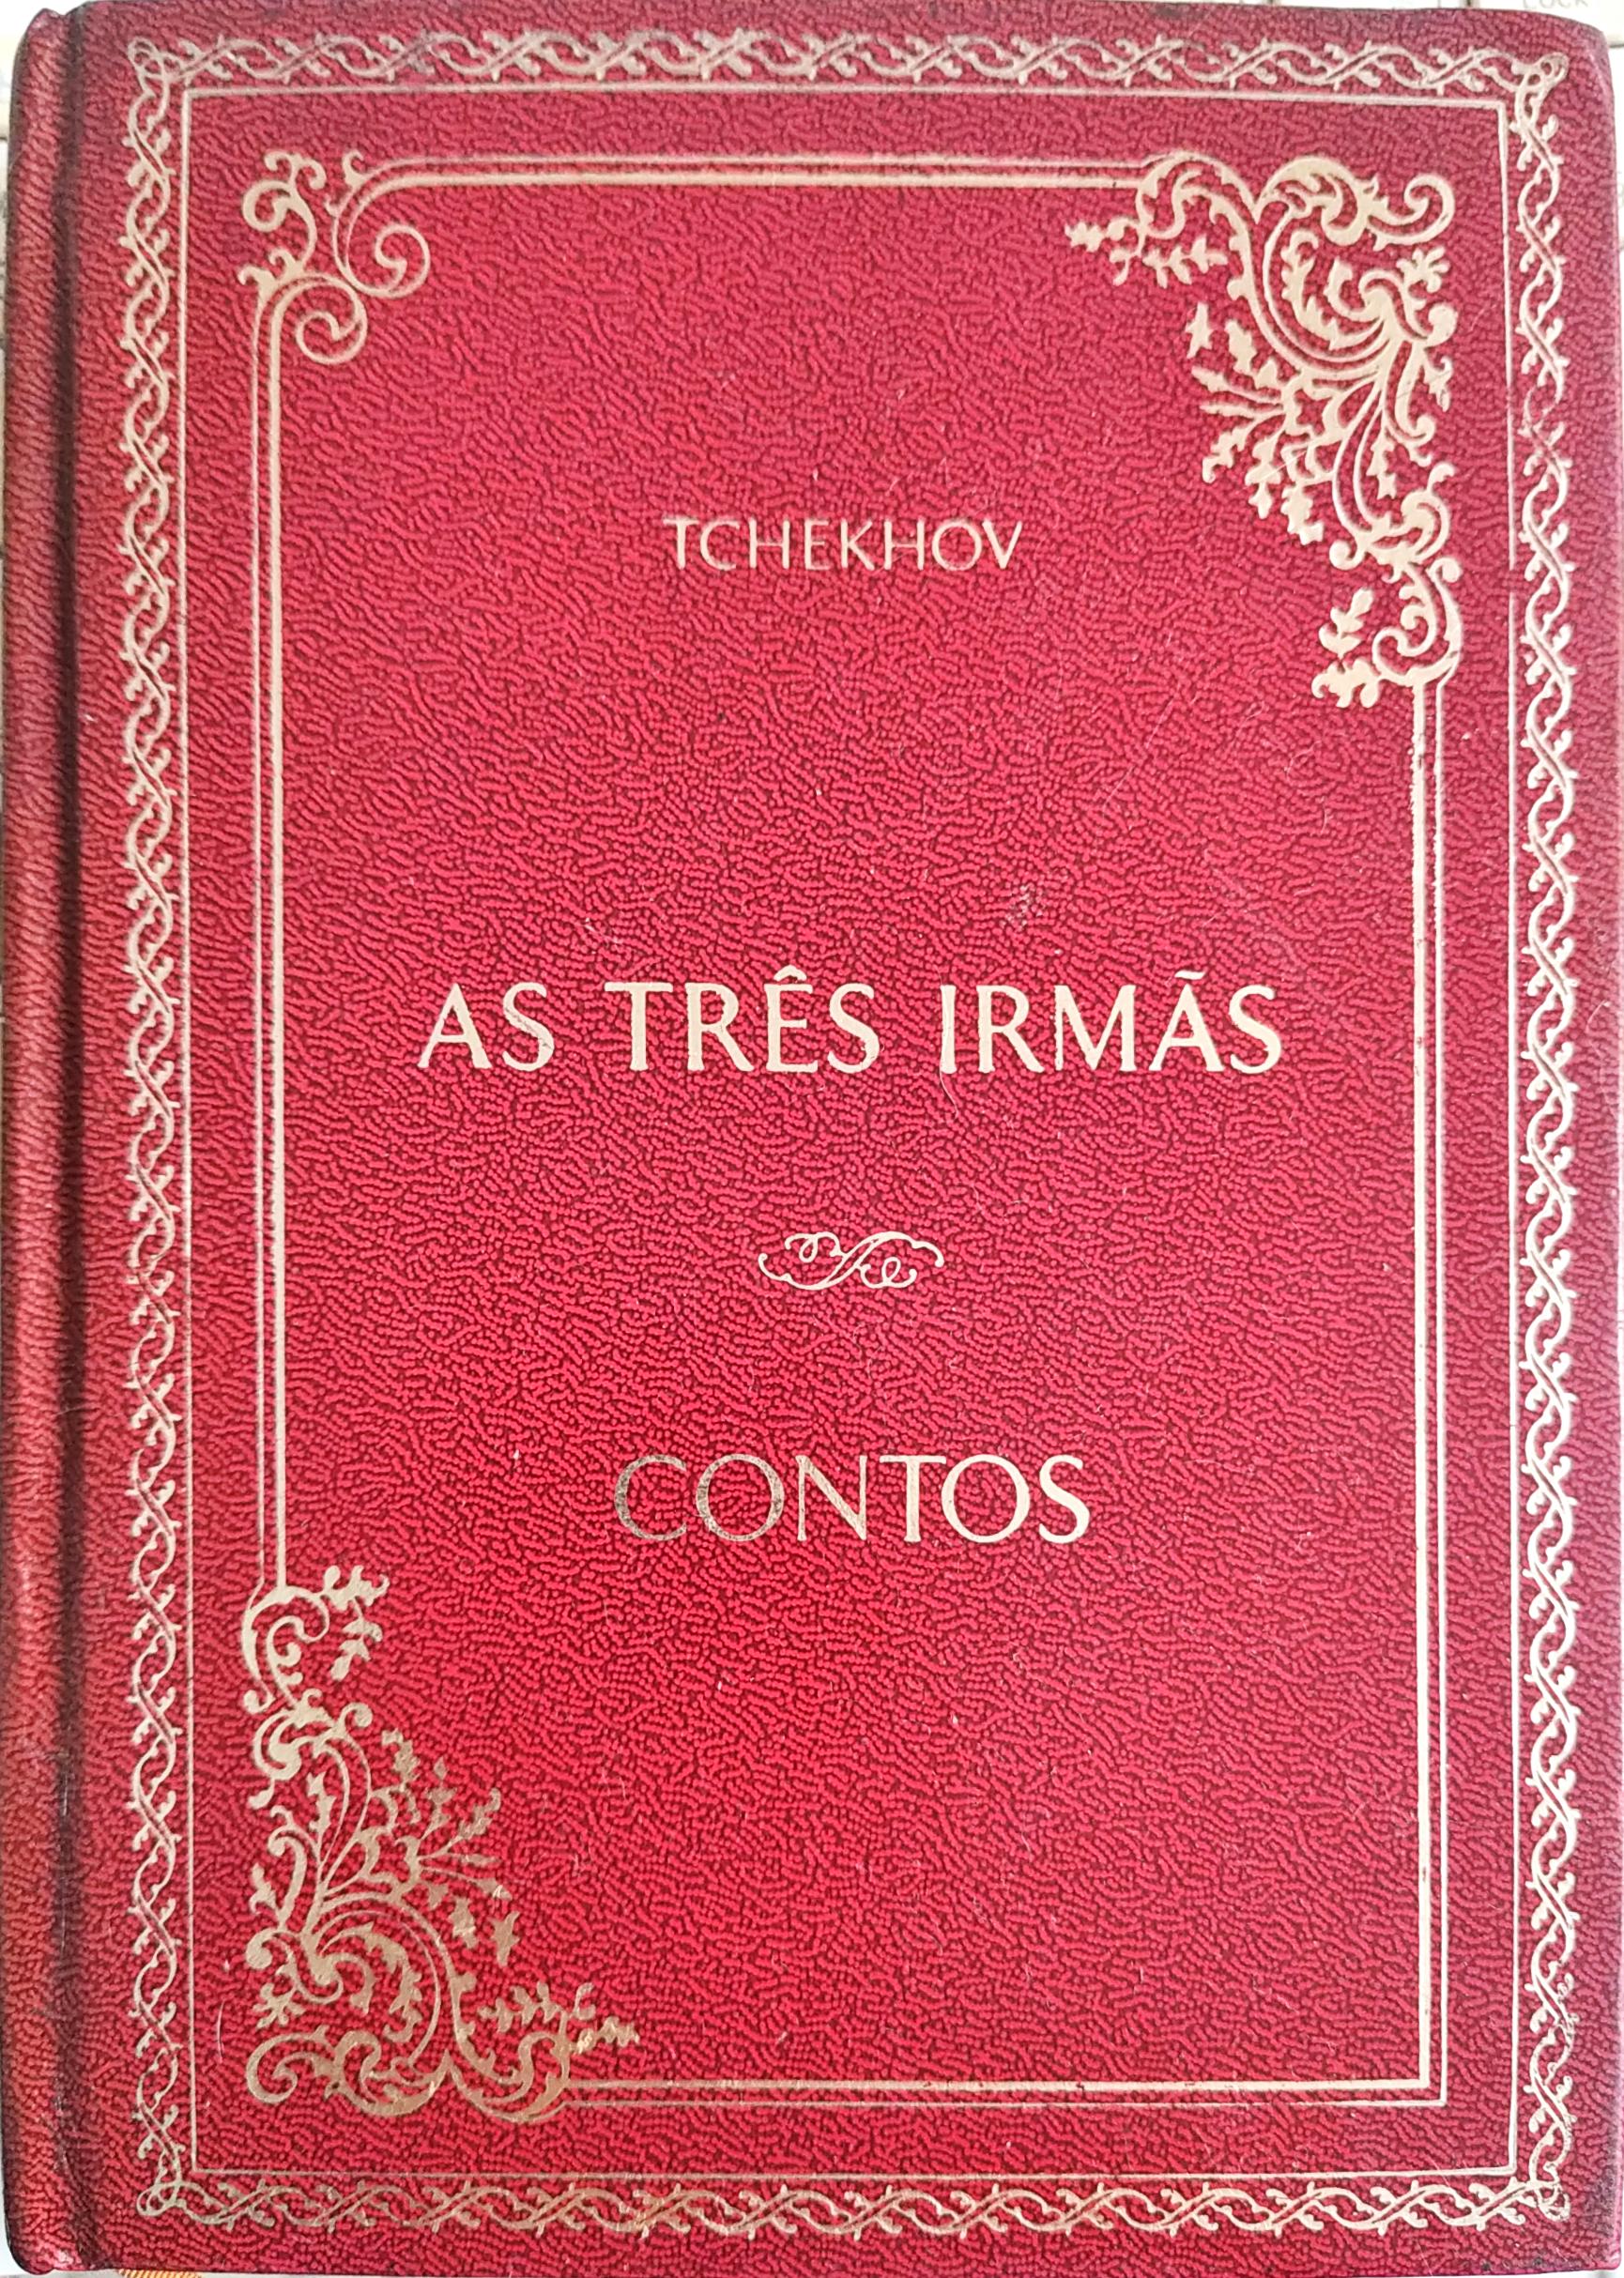 TCHEKHOV
AS TRÊS IRMÃS
CONTOS